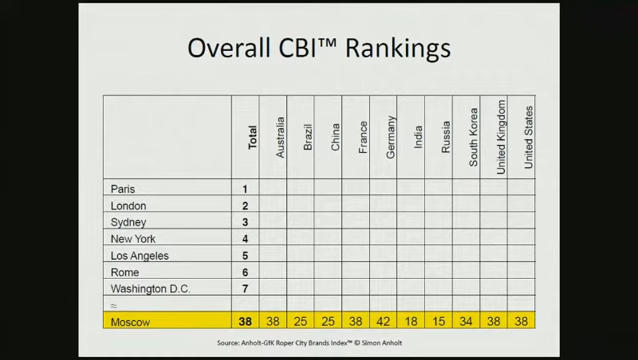 Overall CBI™ Rankings
Total Australia Brazil China France Germany India Russia South Korea United Kingdom United States
Paris 1
London 2
Sydney 3
New York 4
Los Angeles 5
Rome 6
Washington D.C. 7
≈
Moscow 38 38 25 25 38 42 18 15 34 38 38
Source: Anholt-GfK Roper City Brands Index™ © Simon Anholt